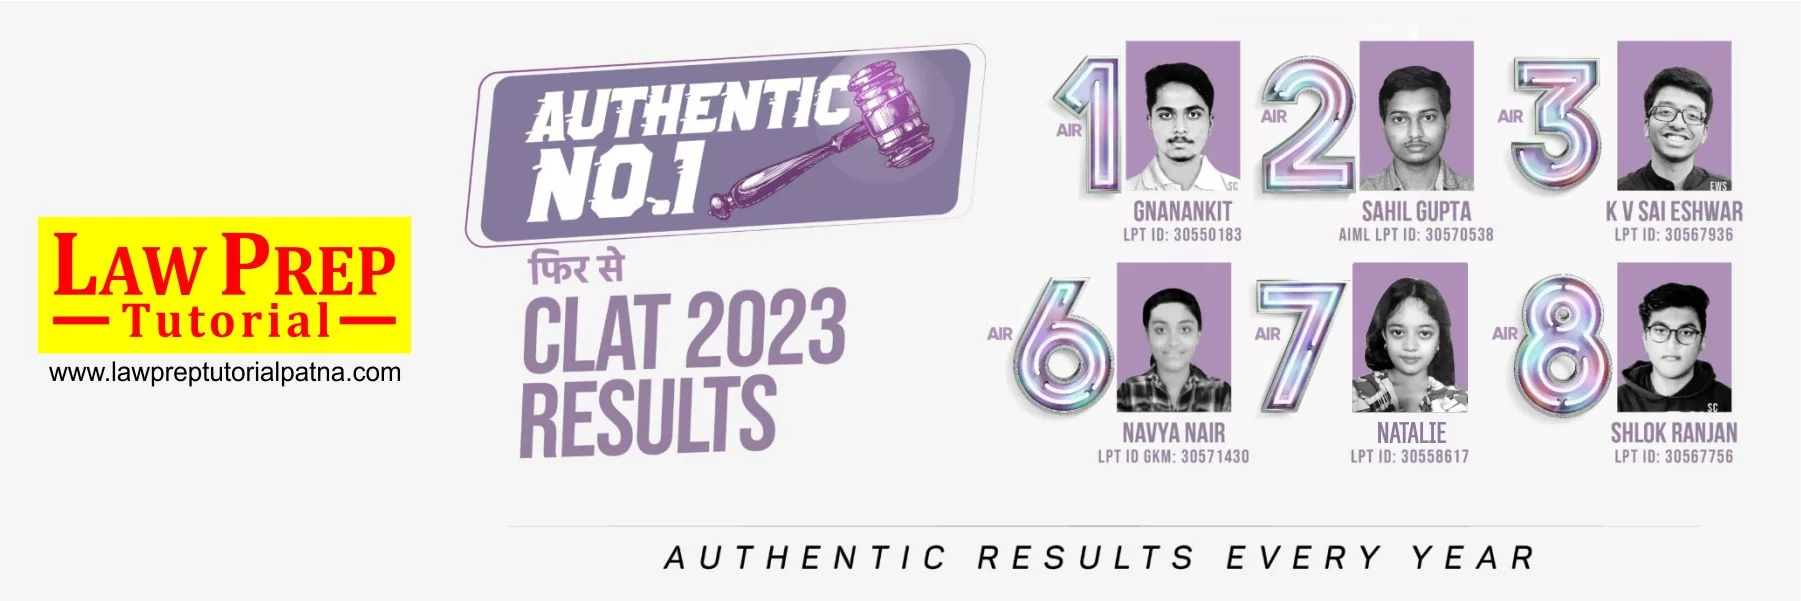 LAW PREP
Tutorial
www.lawpreptutorialpatna.com
AUTHENTIC
NO.1
फिर से
CLAT 2023
RESULTS
AIR 1
SC
GNANANKIT
LPT ID: 30550183
AIR 2
SAHIL GUPTA
AIML LPT ID: 30570538
AIR 3
EWS
K V SAI ESHWAR
LPT ID: 30567936
AIR 6
NAVYA NAIR
LPT ID GKM: 30571430
AIR 7
NATALIE
LPT ID: 30558617
AIR 8
SC
SHLOK RANJAN
LPT ID: 30567756
AUTHENTIC RESULTS EVERY YEAR